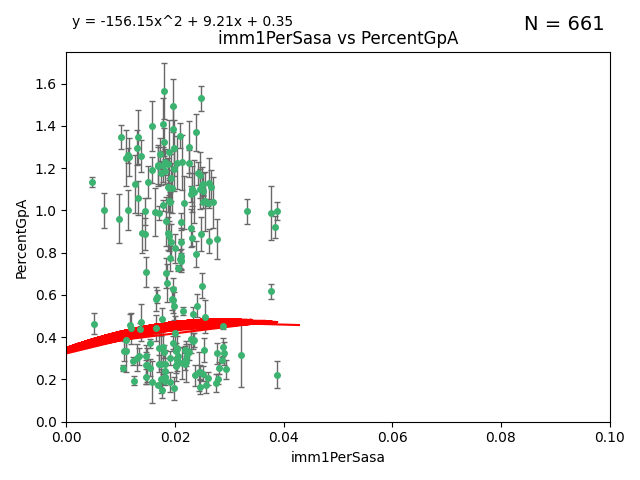 y = -156.15x^2 + 9.21x + 0.35
N = 661
imm1PerSasa vs PercentGpA
PercentGpA
1.6
1.4
1.2
1.0
0.8
0.6
0.4
0.2
0.0
0.00 0.02 0.04 0.06 0.08 0.10
imm1PerSasa